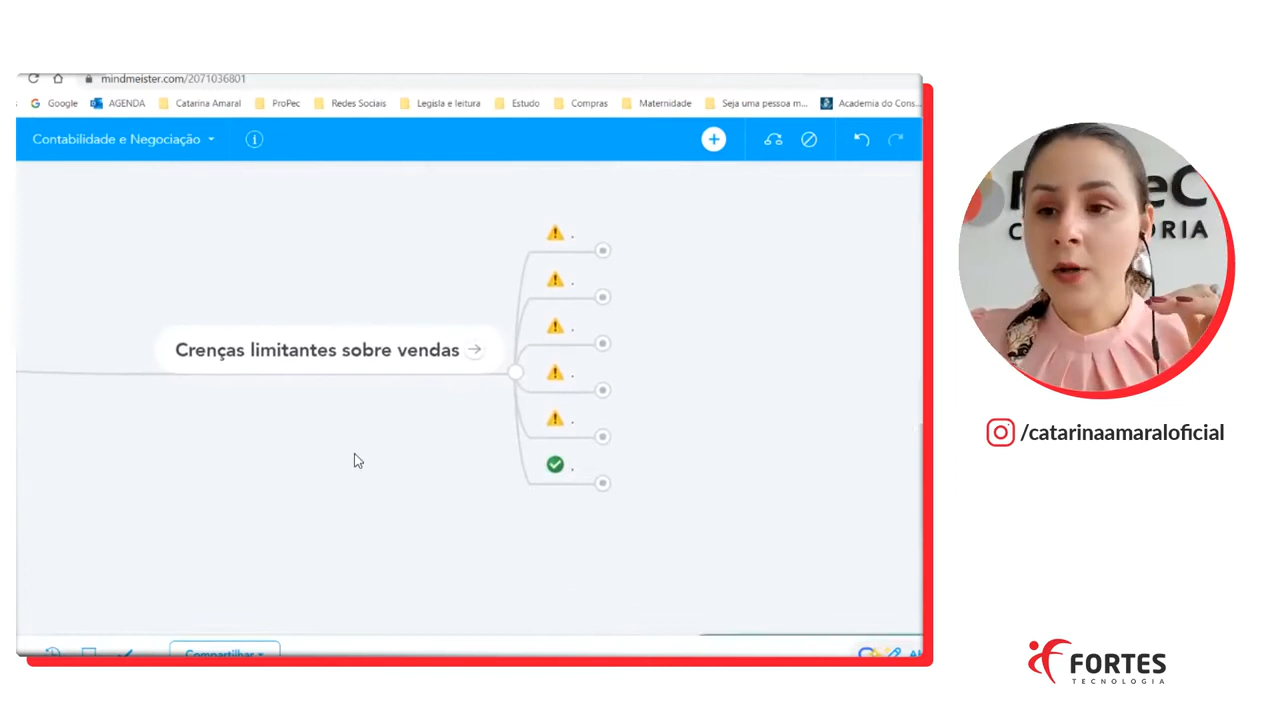 mindmeister.com/2071036801
Google AGENDA Catarina Amaral ProPec Redes Sociais Legisla e leitura Estudo Compras Maternidade Seja uma pessoa m... Academia do Cons...
Contabilidade e Negociação
Crenças limitantes sobre vendas
.
.
.
.
.
.
Compartilhar
/catarinaamaraloficial
FORTES
TECNOLOGIA